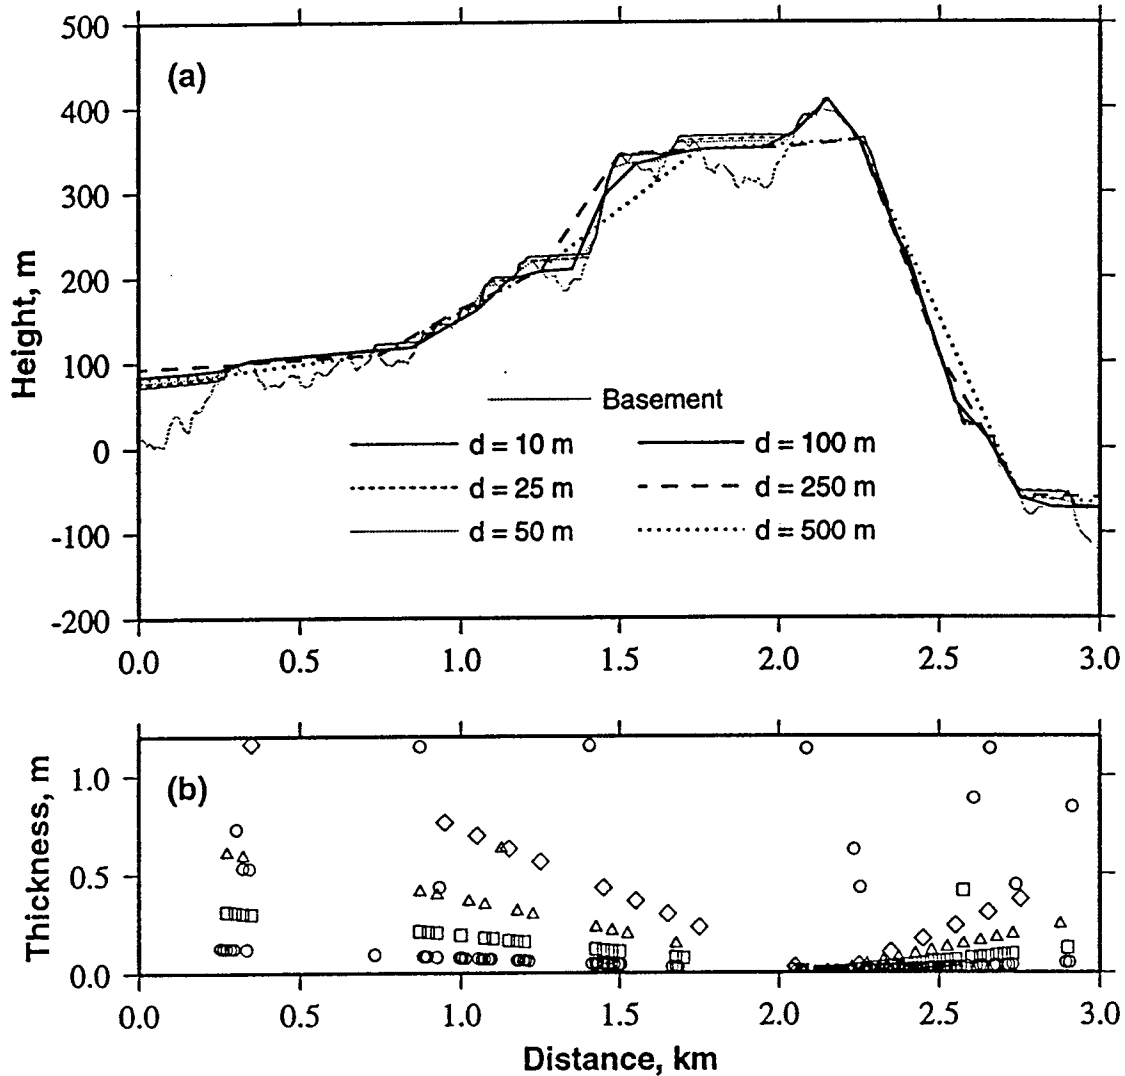 500
400
300
200
100
0
-100
-200
Height, m
(a)
Basement
d = 10 m
d = 100 m
d = 25 m
d = 250 m
d = 50 m
d = 500 m
0.0 0.5 1.0 1.5 2.0 2.5 3.0
1.0
0.5
0.0
Thickness, m
(b)
0.0 0.5 1.0 1.5 2.0 2.5 3.0
Distance, km